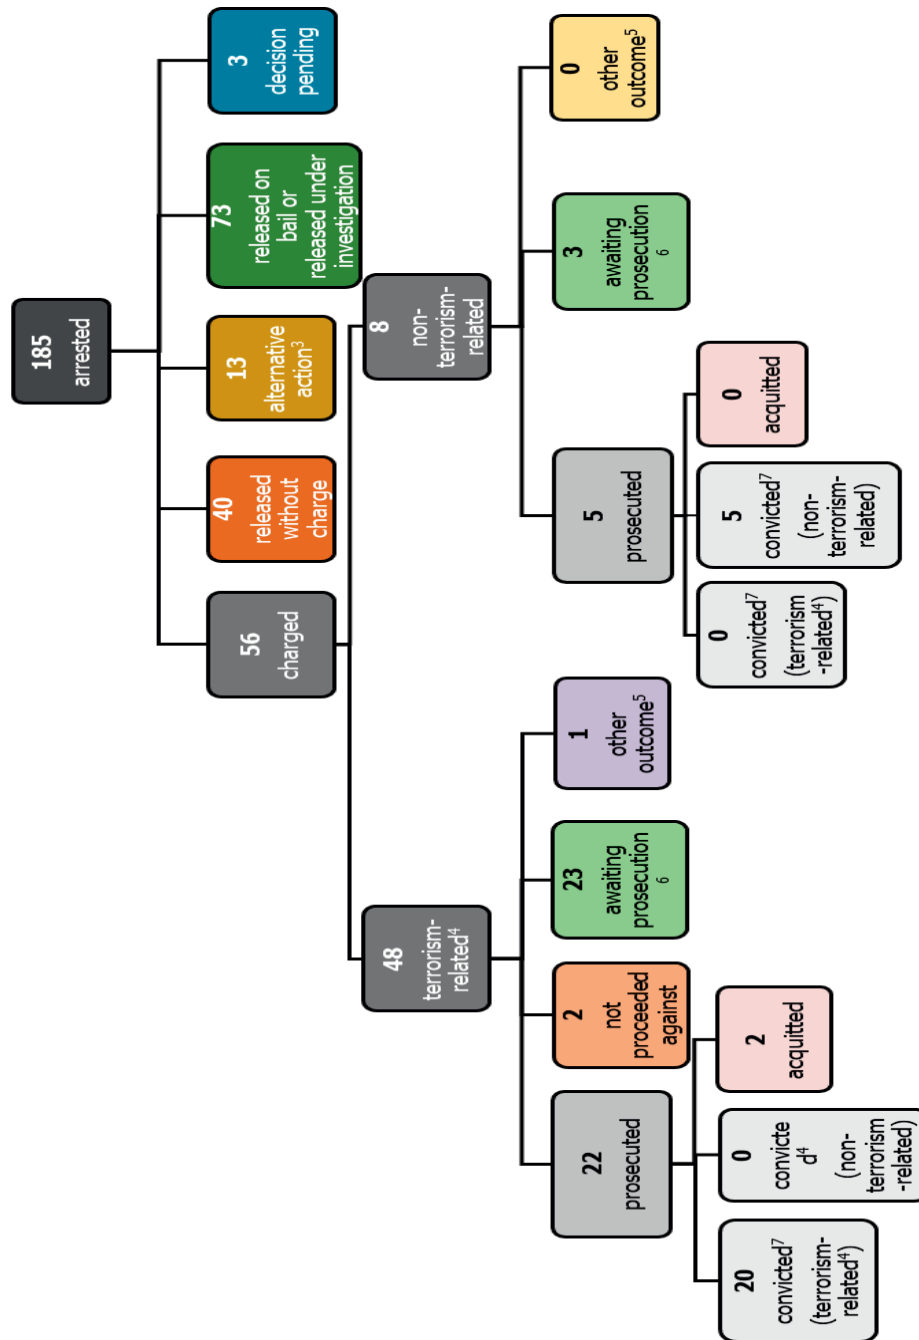 185
arrested
56
charged
40
released
without
charge
13
alternative
action3
73
released on
bail or
released under
investigation
3
decision
pending
48
terrorism-
related4
8
non-
terrorism-
related
22
prosecuted
2
not
proceeded
against
23
awaiting
prosecution
6
1
other
outcome5
5
prosecuted
3
awaiting
prosecution
6
0
other
outcome5
20
convicted7
(terrorism-
related4)
0
convicte
d4
(non-
terrorism
-related)
2
acquitted
0
convicted7
(terrorism
-related4)
5
convicted7
(non-
terrorism-
related)
0
acquitted